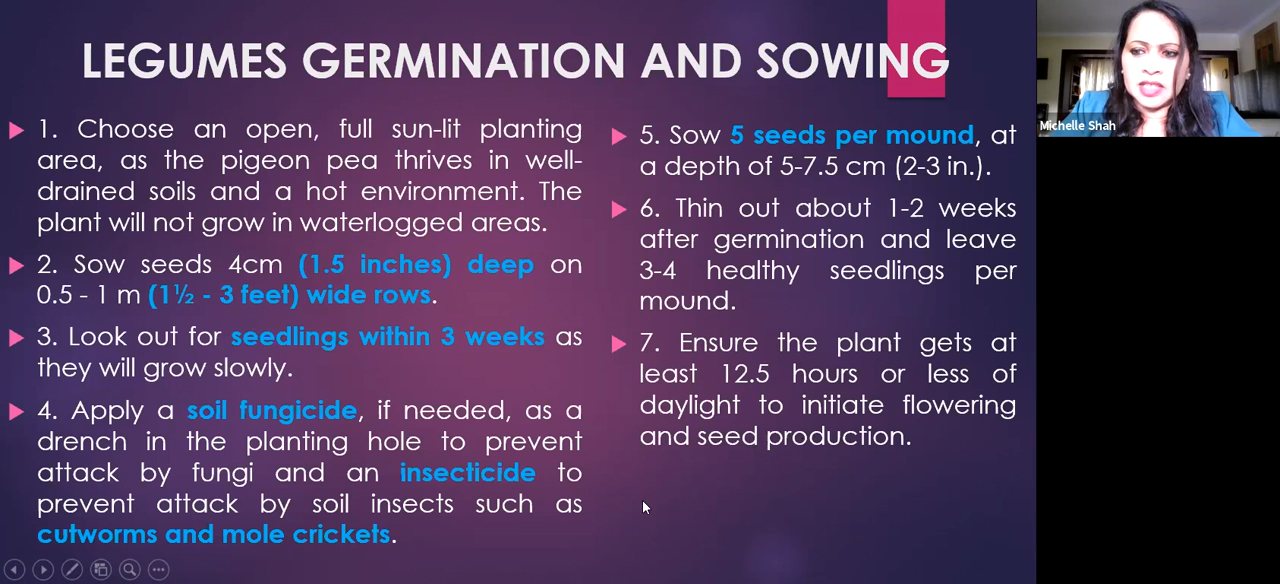 LEGUMES GERMINATION AND SOWING
1. Choose an open, full sun-lit planting
area, as the pigeon pea thrives in well-
drained soils and a hot environment. The
plant will not grow in waterlogged areas.
2. Sow seeds 4cm (1.5 inches) deep on
0.5 - 1 m (1½ - 3 feet) wide rows.
3. Look out for seedlings within 3 weeks as
they will grow slowly.
4. Apply a soil fungicide, if needed, as a
drench in the planting hole to prevent
attack by fungi and an insecticide to
prevent attack by soil insects such as
cutworms and mole crickets.
5. Sow 5 seeds per mound, at
a depth of 5-7.5 cm (2-3 in.).
6. Thin out about 1-2 weeks
after germination and leave
3-4 healthy seedlings per
mound.
7. Ensure the plant gets at
least 12.5 hours or less of
daylight to initiate flowering
and seed production.
Michelle Shah